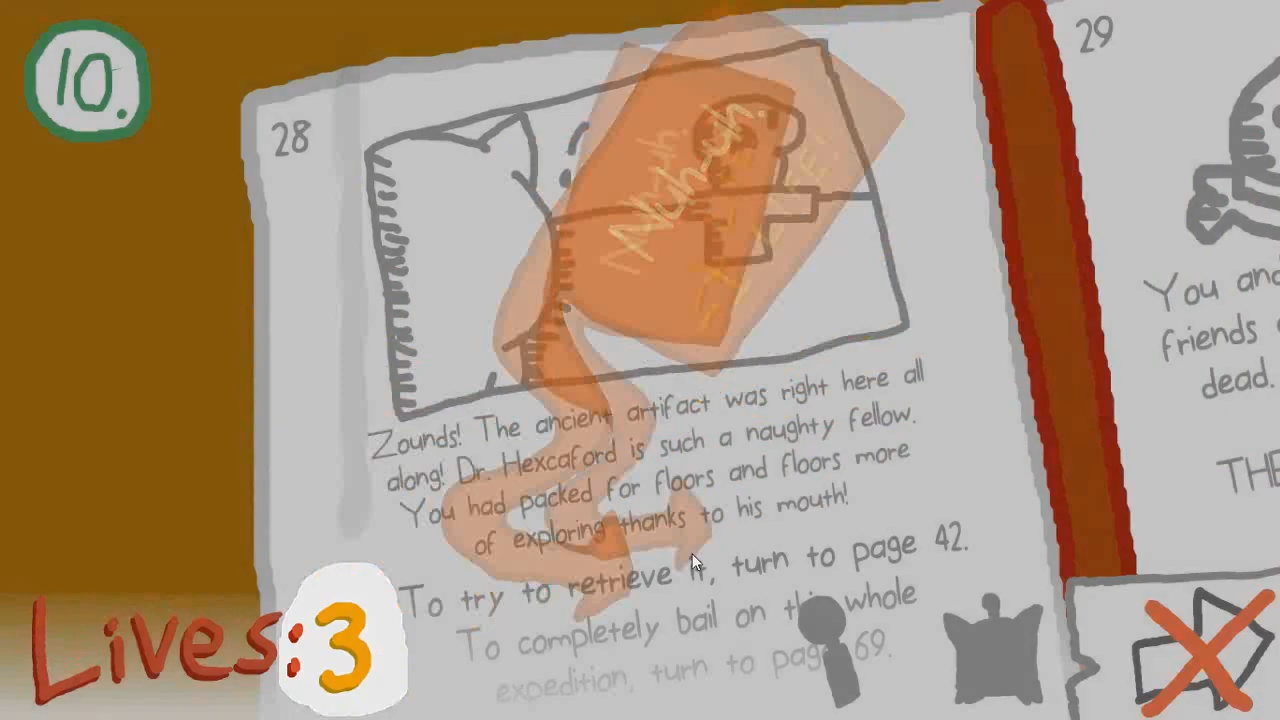 10.
28
Nuh-uh.
Zounds! The ancient artifact was right here all
along! Dr. Hexcaford is such a naughty fellow.
You had packed for floors and floors more
of exploring thanks to his mouth!
To try to retrieve it, turn to page 42.
To completely bail on this whole
expedition, turn to page 69.
29
You and
friends
dead.
THE
Lives: 3